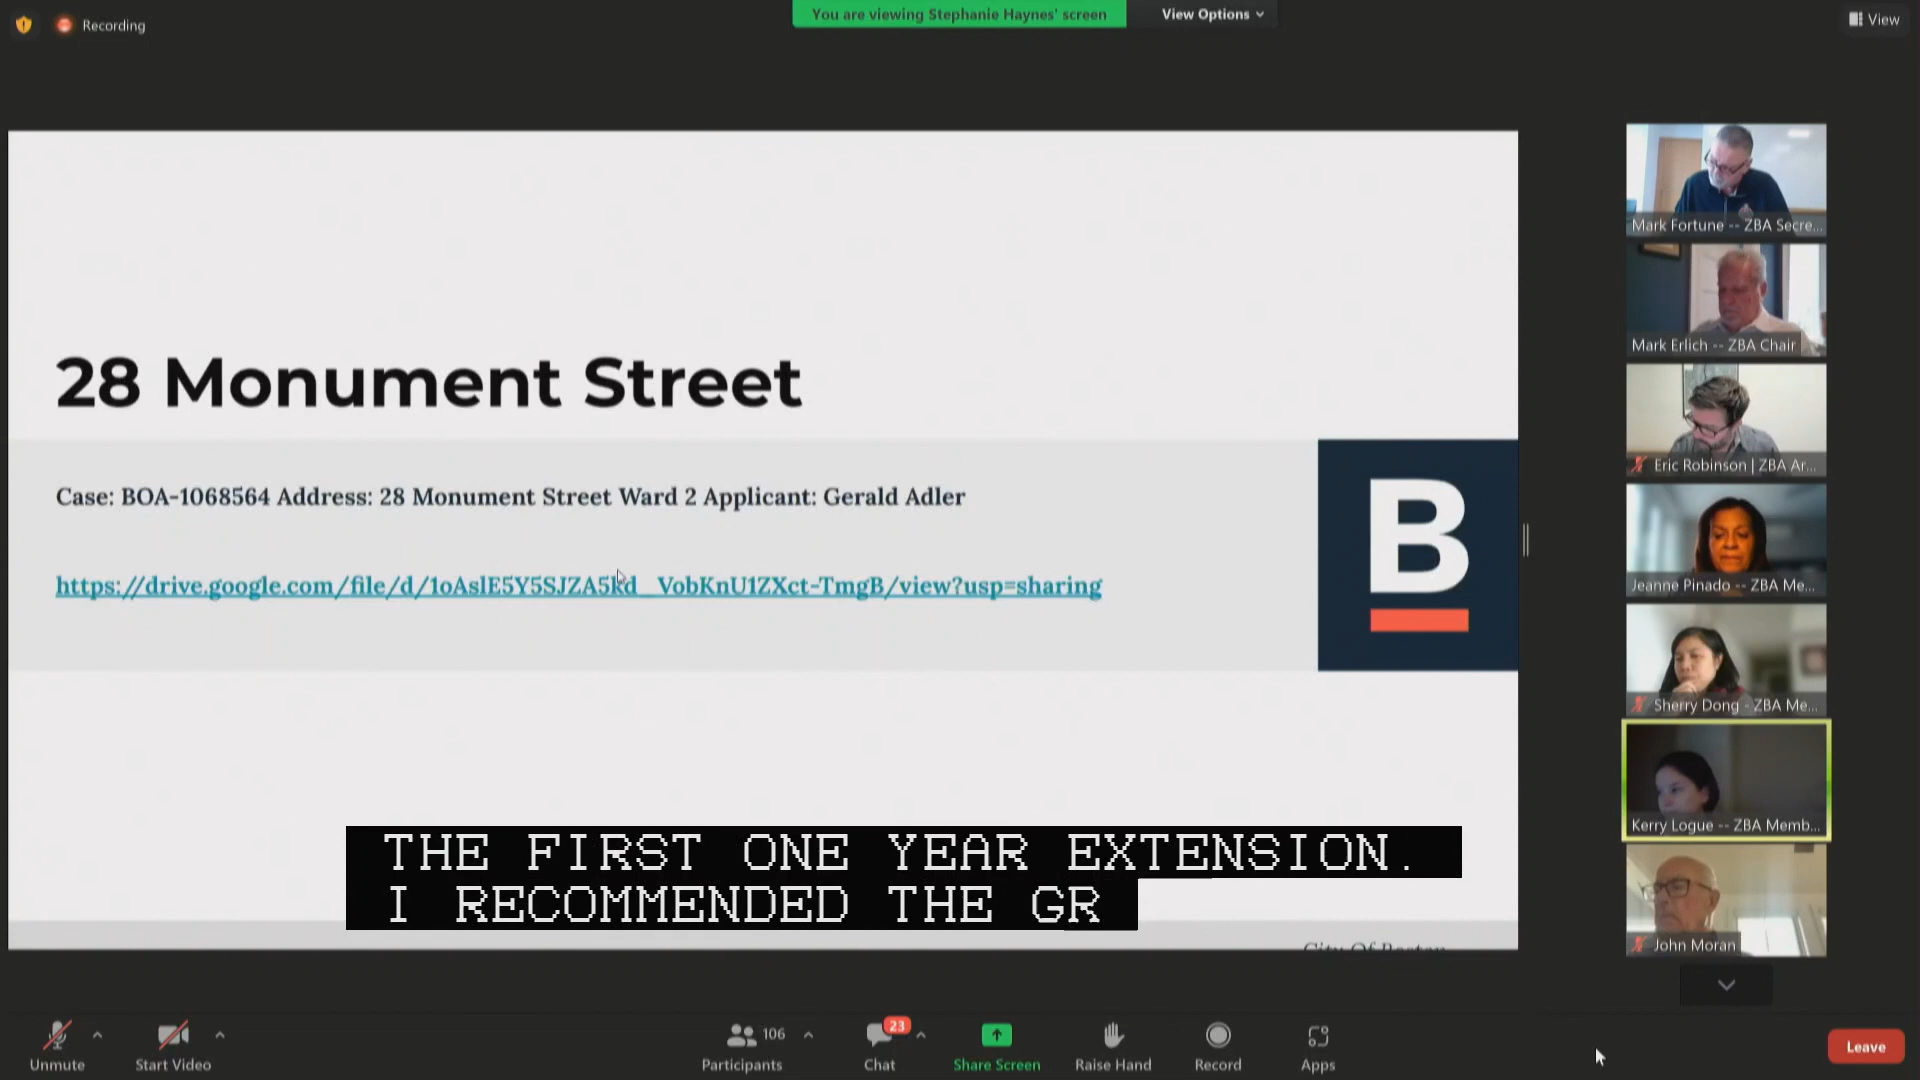 Recording
You are viewing Stephanie Haynes' screen
View Options
View
28 Monument Street
Case: BOA-1068564 Address: 28 Monument Street Ward 2 Applicant: Gerald Adler
https://drive.google.com/file/d/1oAslE5Y5SJZA5kd_VobKnU1ZXct-TmgB/view?usp=sharing
B
City Of Boston
THE FIRST ONE YEAR EXTENSION.
I RECOMMENDED THE GR
Mark Fortune -- ZBA Secre...
Mark Erlich -- ZBA Chair
Eric Robinson | ZBA Ar...
Jeanne Pinado -- ZBA Me...
Sherry Dong - ZBA Me...
Kerry Logue -- ZBA Memb...
John Moran
Unmute
Start Video
106
Participants
23
Chat
Share Screen
Raise Hand
Record
Apps
Leave